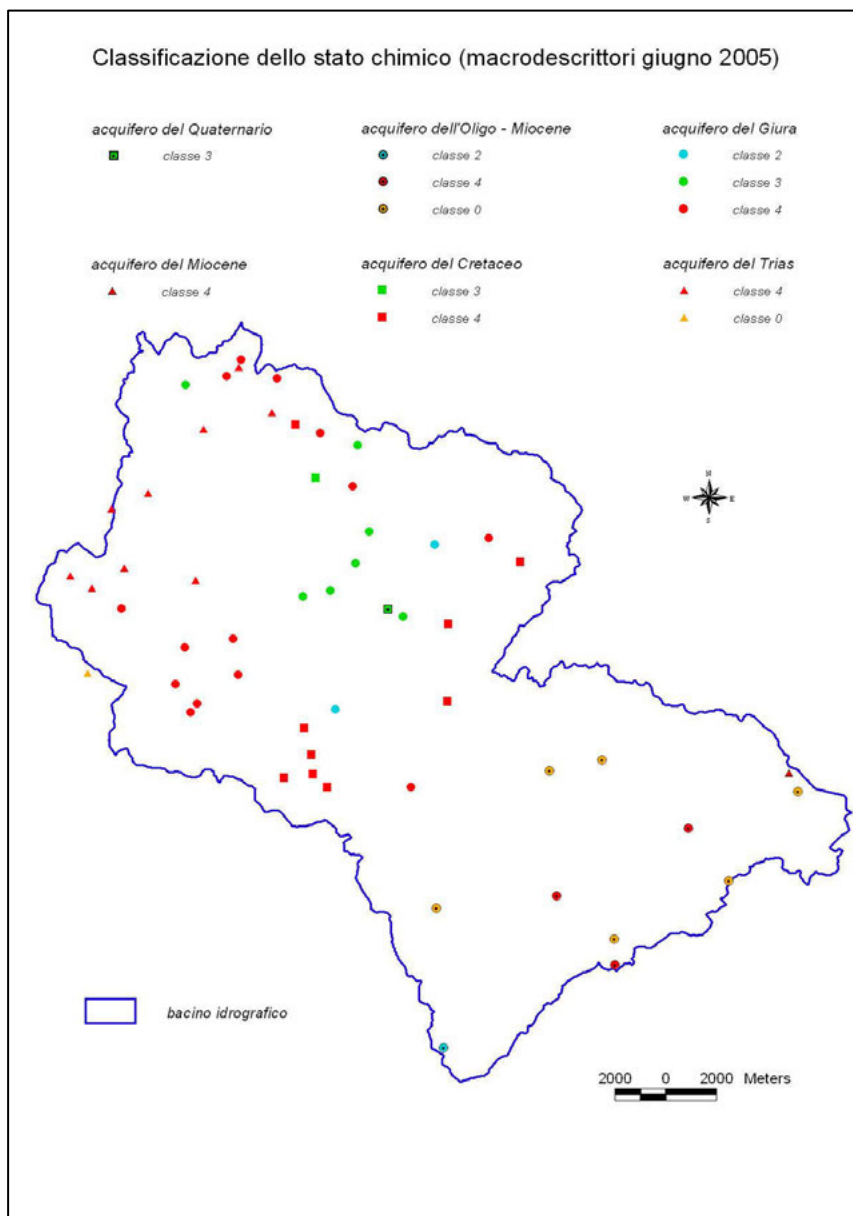 Classificazione dello stato chimico (macrodescrittori giugno 2005)
acquifero del Quaternario
classe 3
acquifero dell'Oligo - Miocene
classe 2
classe 4
classe 0
acquifero del Giura
classe 2
classe 3
classe 4
acquifero del Miocene
classe 4
acquifero del Cretaceo
classe 3
classe 4
acquifero del Trias
classe 4
classe 0
N
W E
S
bacino idrografico
2000 0 2000 Meters